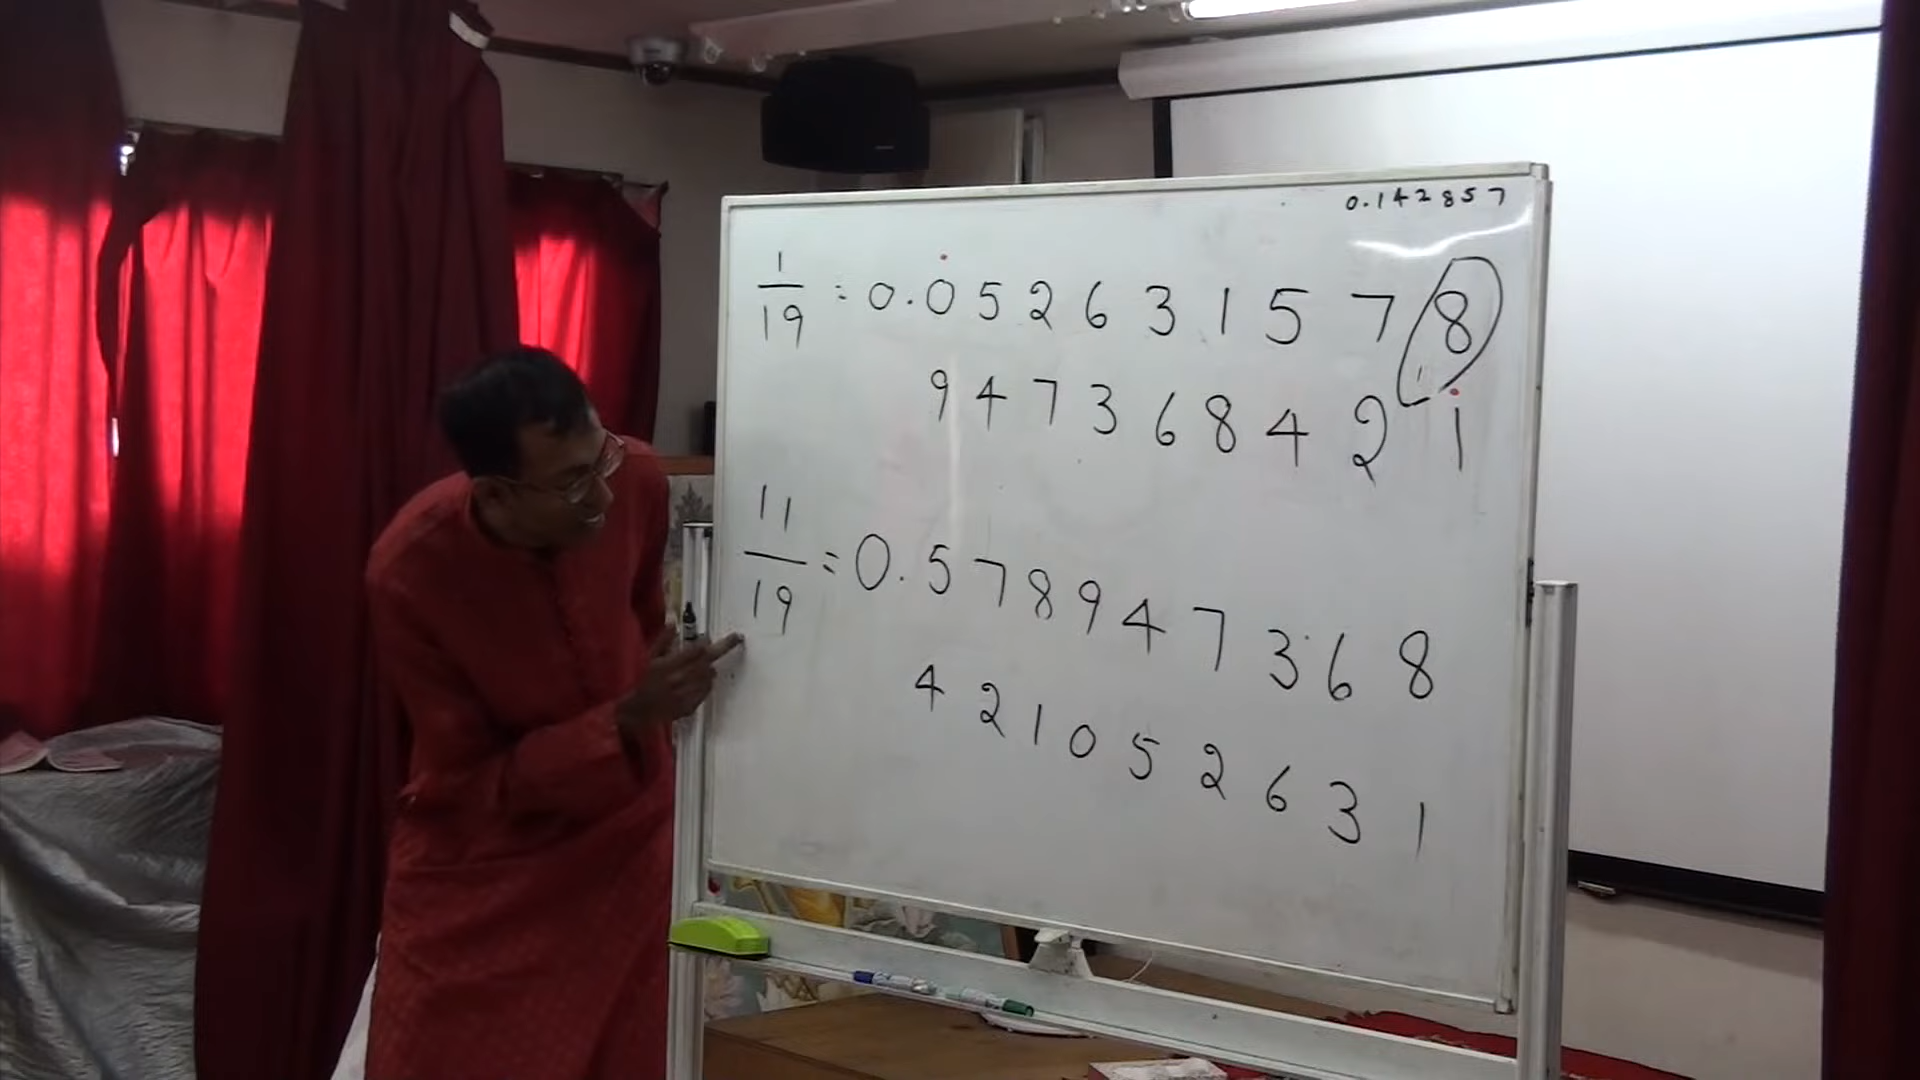 0.142857
1/19 = 0.052631578
947368421
11/19 = 0.578947368
421052631